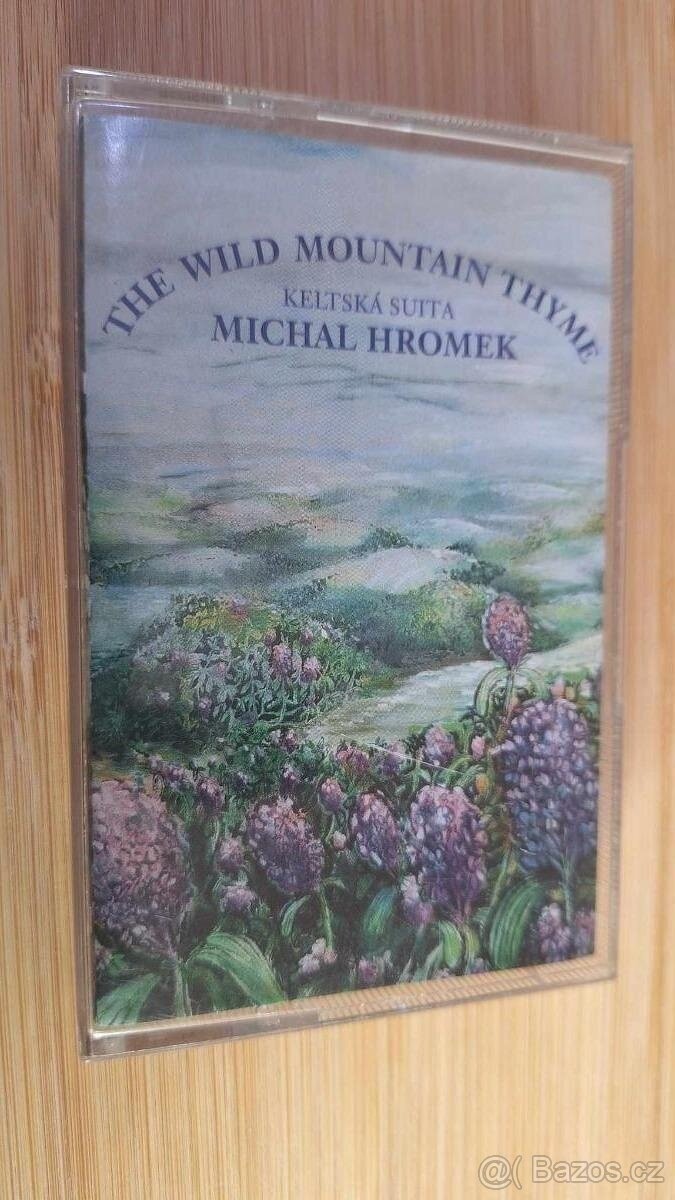 THE WILD MOUNTAIN THYME
KELTSKÁ SUITA
MICHAL HROMEK
@( Bazos.cz